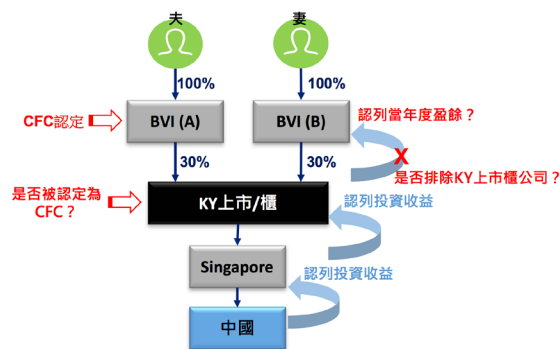 夫
妻
100%
100%
CFC認定
BVI (A)
BVI (B)
認列當年度盈餘？
30%
30%
X
是否排除KY上市櫃公司？
是否被認定為
CFC？
KY上市/櫃
認列投資收益
Singapore
認列投資收益
中國